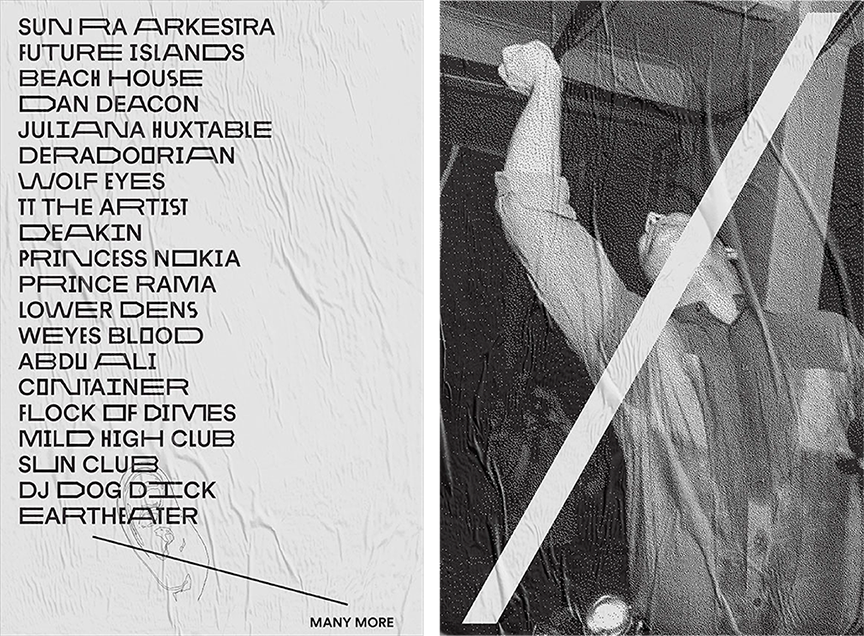 SUN RA ARKESTRA
FUTURE ISLANDS
BEACH HOUSE
DAN DEACON
JULIANA HUXTABLE
DERADOORIAN
WOLF EYES
TT THE ARTIST
DEAKIN
PRINCESS NOKIA
PRINCE RAMA
LOWER DENS
WEYES BLOOD
ABDU ALI
CONTAINER
FLOCK OF DIMES
MILD HIGH CLUB
SUN CLUB
DJ DOG DICK
EARTHEATER
MANY MORE